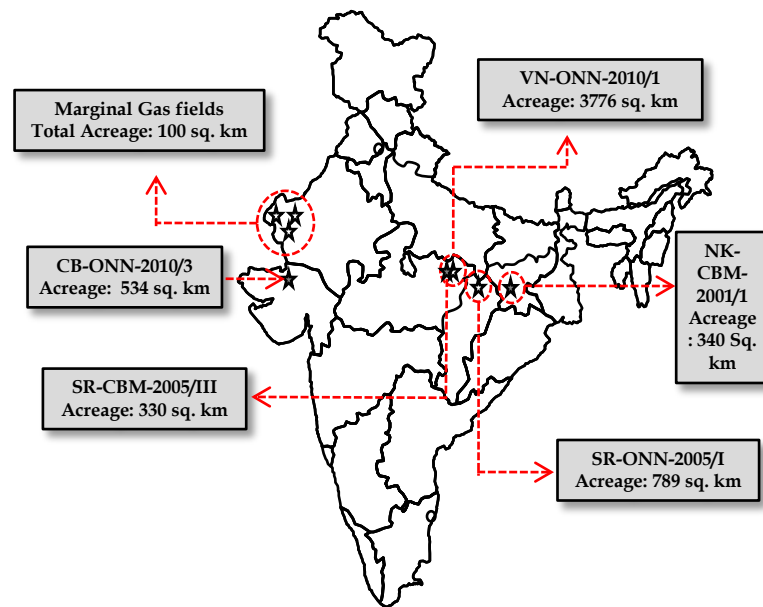 VN-ONN-2010/1
Acreage: 3776 sq. km
Marginal Gas fields
Total Acreage: 100 sq. km
CB-ONN-2010/3
Acreage: 534 sq. km
NK-
CBM-
2001/1
Acreage
: 340 Sq.
km
SR-CBM-2005/III
Acreage: 330 sq. km
SR-ONN-2005/I
Acreage: 789 sq. km